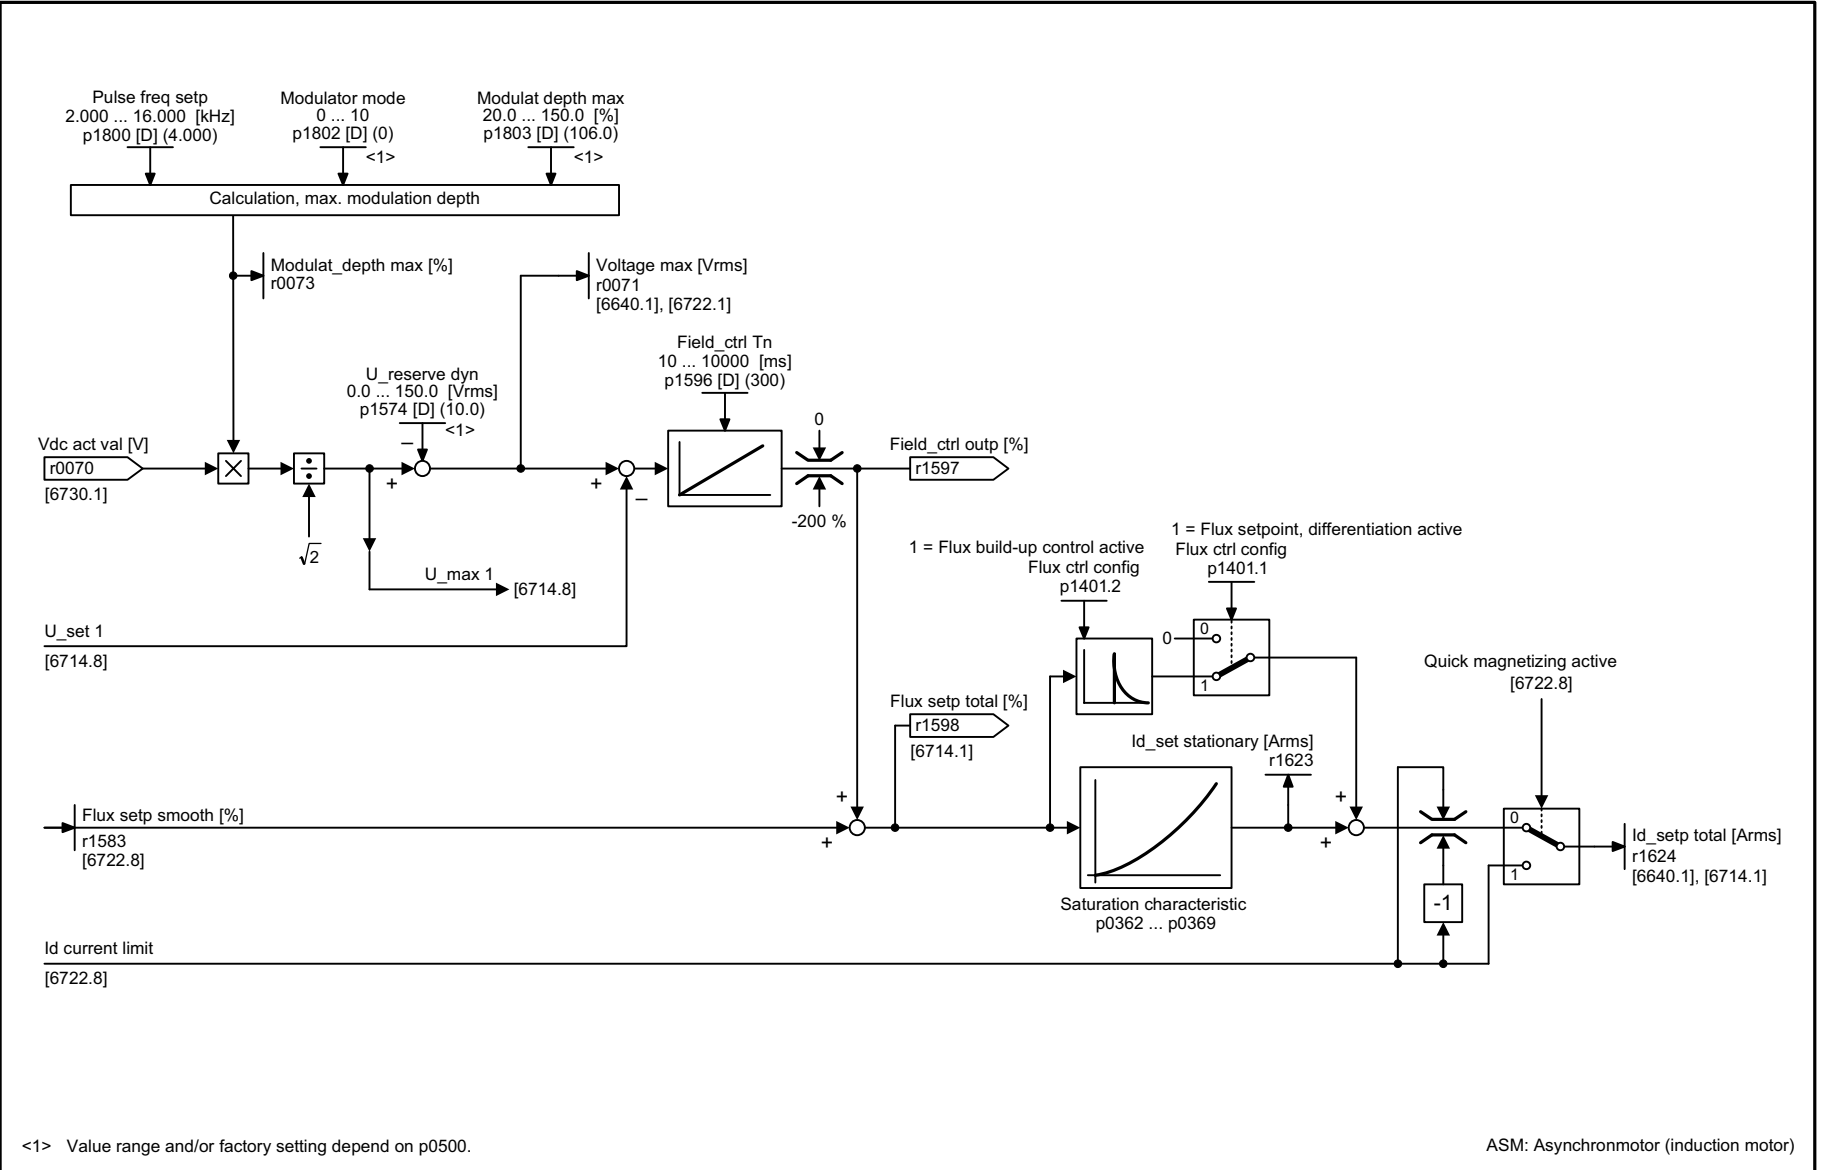 Pulse freq setp
2.000 ... 16.000 [kHz]
p1800 [D] (4.000)
Modulator mode
0 ... 10
p1802 [D] (0)
<1>
Modulat depth max
20.0 ... 150.0 [%]
p1803 [D] (106.0)
<1>
Calculation, max. modulation depth
Modulat_depth max [%]
r0073
Voltage max [Vrms]
r0071
[6640.1], [6722.1]
Field_ctrl Tn
10 ... 10000 [ms]
p1596 [D] (300)
U_reserve dyn
0.0 ... 150.0 [Vrms]
p1574 [D] (10.0)
<1>
–
Vdc act val [V]
r0070
[6730.1]
×
÷
√2
+
+
–
0
-200 %
Field_ctrl outp [%]
r1597
U_max 1
[6714.8]
U_set 1
[6714.8]
1 = Flux build-up control active
Flux ctrl config
p1401.2
1 = Flux setpoint, differentiation active
Flux ctrl config
p1401.1
0
0
1
Quick magnetizing active
[6722.8]
Flux setp total [%]
r1598
[6714.1]
Id_set stationary [Arms]
r1623
Flux setp smooth [%]
r1583
[6722.8]
+
+
+
+
Saturation characteristic
p0362 ... p0369
-1
0
1
Id_setp total [Arms]
r1624
[6640.1], [6714.1]
Id current limit
[6722.8]
<1> Value range and/or factory setting depend on p0500.
ASM: Asynchronmotor (induction motor)